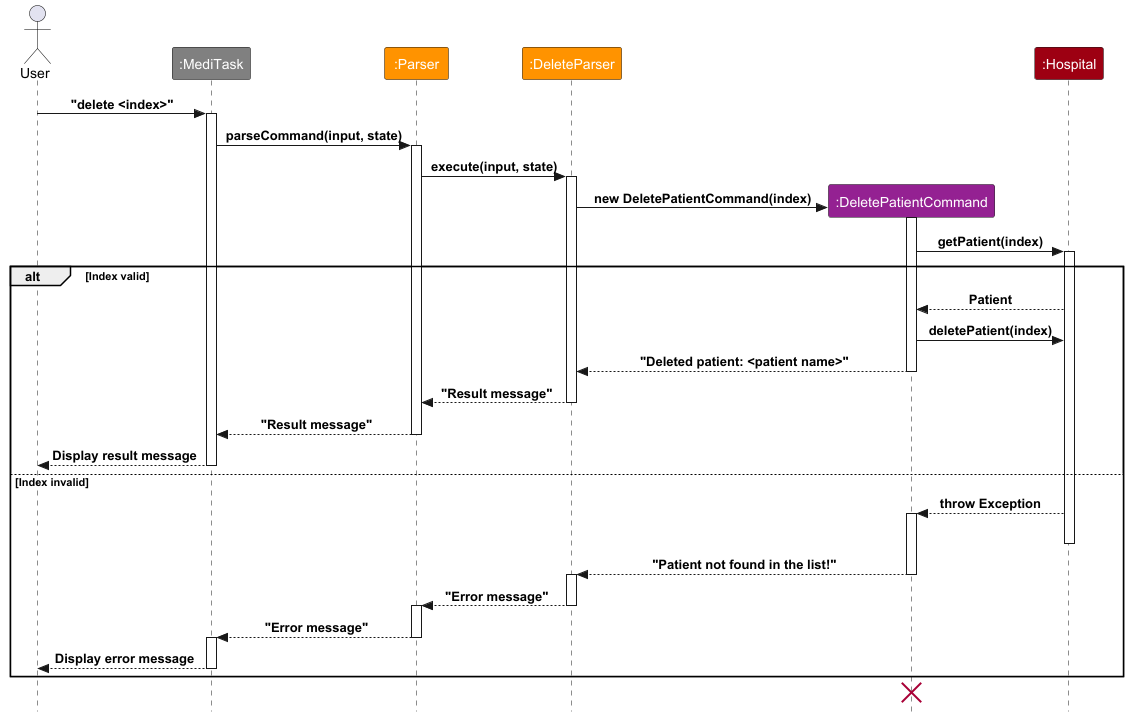 User
:MediTask
:Parser
:DeleteParser
:Hospital
"delete <index>"
parseCommand(input, state)
execute(input, state)
new DeletePatientCommand(index)
:DeletePatientCommand
getPatient(index)
alt
[Index valid]
Patient
deletePatient(index)
"Deleted patient: <patient name>"
"Result message"
"Result message"
Display result message
[Index invalid]
throw Exception
"Patient not found in the list!"
"Error message"
"Error message"
Display error message